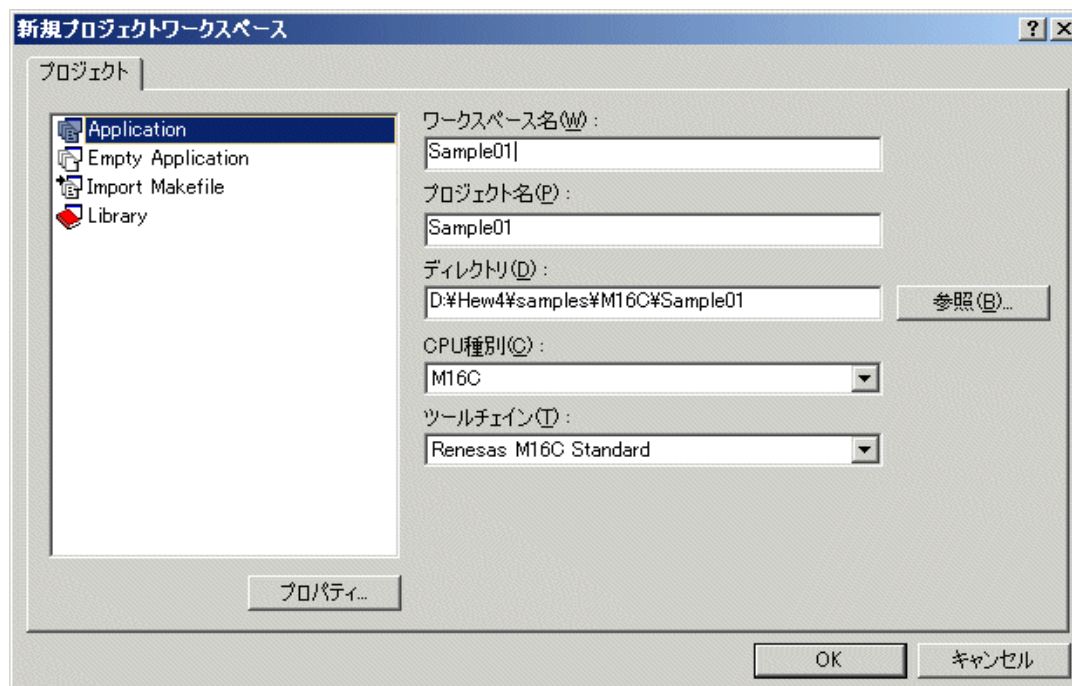 新規プロジェクトワークスペース
プロジェクト
Application
Empty Application
Import Makefile
Library
プロパティ...
ワークスペース名(W):
Sample01
プロジェクト名(P):
Sample01
ディレクトリ(D):
D:¥Hew4¥samples¥M16C¥Sample01
参照(B)...
CPU種別(C):
M16C
ツールチェイン(T):
Renesas M16C Standard
OK
キャンセル